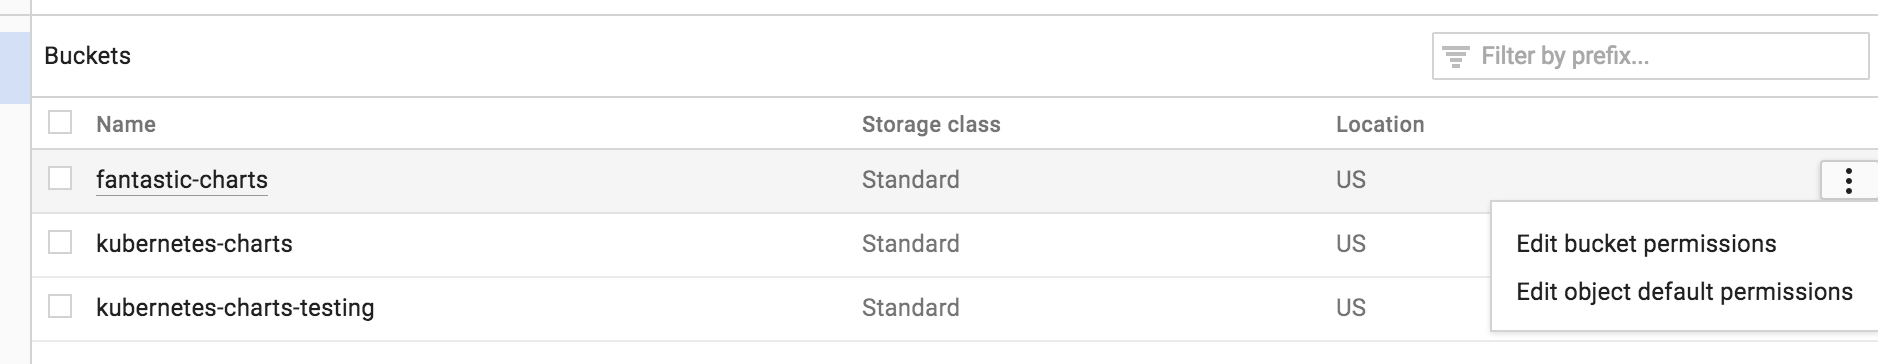 Buckets
Filter by prefix...
Name Storage class Location
fantastic-charts Standard US
kubernetes-charts Standard US
Edit bucket permissions
Edit object default permissions
kubernetes-charts-testing Standard US